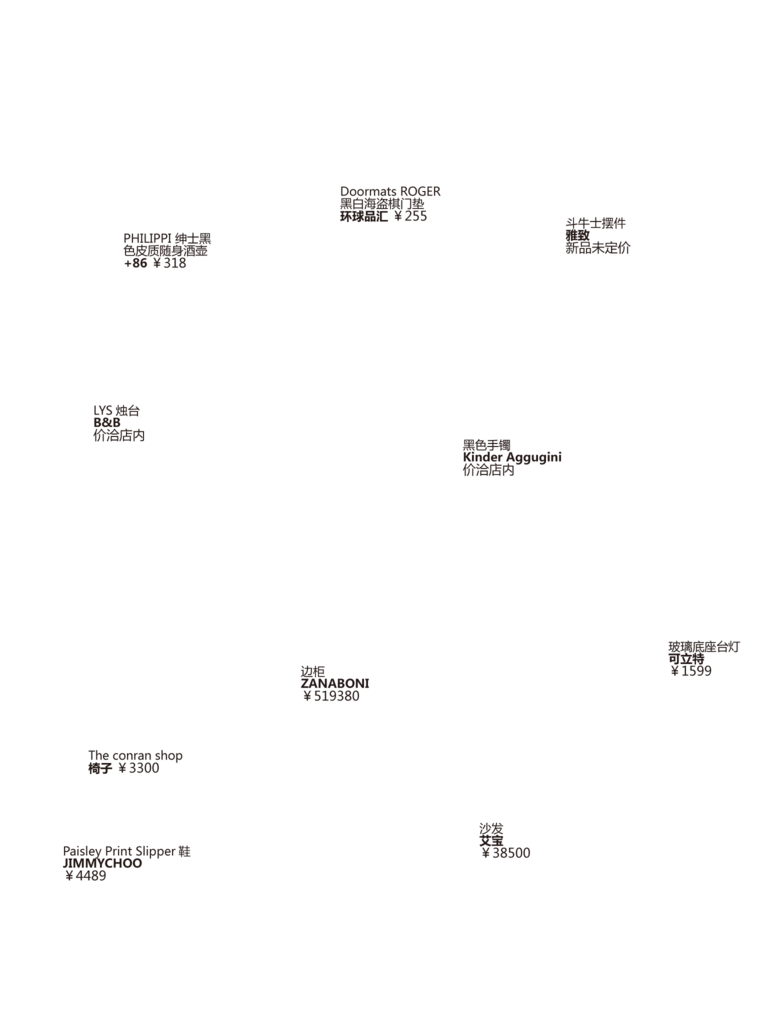 Doormats ROGER
黑白海盗棋门垫
环球品汇 ¥255
斗牛士摆件
雅致
新品未定价
PHILIPPI 绅士黑
色皮质随身酒壶
+86 ¥318
LYS 烛台
B&B
价洽店内
黑色手镯
Kinder Aggugini
价洽店内
玻璃底座台灯
可立特
¥1599
边柜
ZANABONI
¥519380
The conran shop
椅子 ¥3300
沙发
艾宝
¥38500
Paisley Print Slipper 鞋
JIMMYCHOO
¥4489